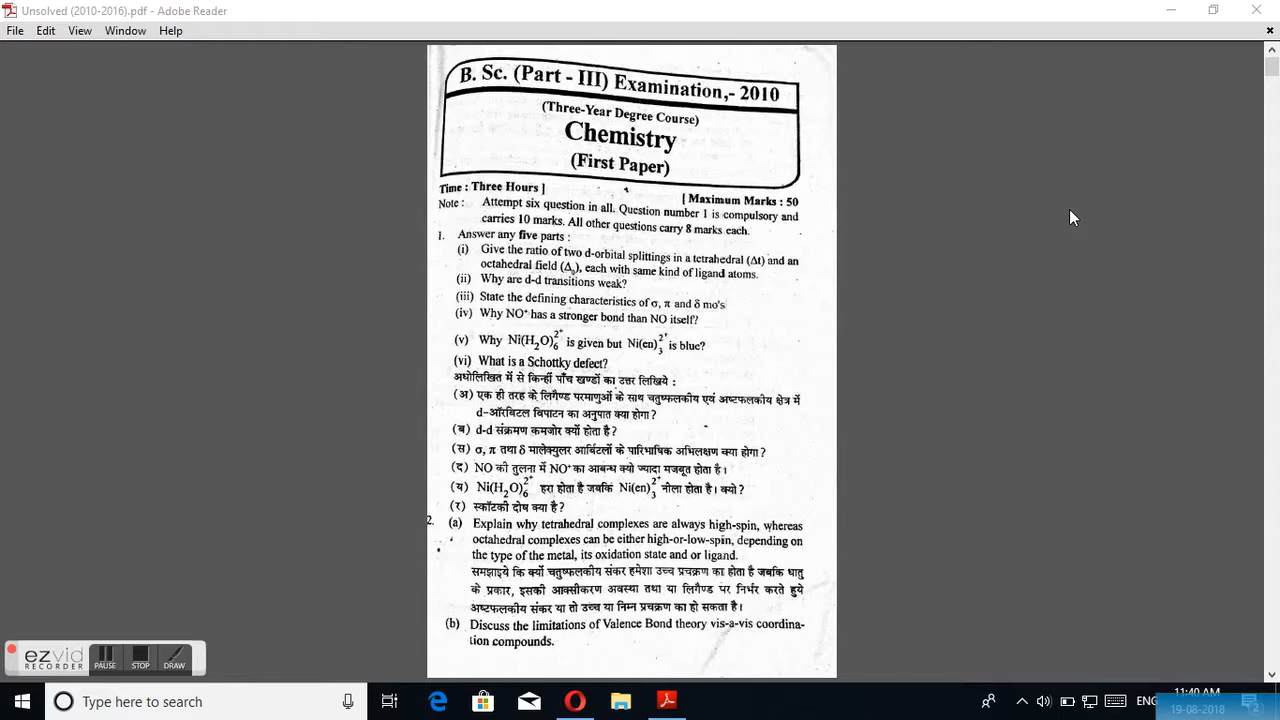 Unsolved (2010-2016).pdf - Adobe Reader
File Edit View Window Help
B. Sc. (Part - III) Examination,- 2010
(Three-Year Degree Course)
Chemistry
(First Paper)
Time : Three Hours ] [ Maximum Marks : 50
Note : Attempt six question in all. Question number 1 is compulsory and
carries 10 marks. All other questions carry 8 marks each.
1. Answer any five parts :
(i) Give the ratio of two d-orbital splittings in a tetrahedral (Δt) and an
octahedral field (Δ₀), each with same kind of ligand atoms.
(ii) Why are d-d transitions weak?
(iii) State the defining characteristics of σ, π and δ mo's
(iv) Why NO⁺ has a stronger bond than NO itself?
(v) Why Ni(H₂O)₆²⁺ is given but Ni(en)₃²⁺ is blue?
(vi) What is a Schottky defect?
अधोलिखित में से किन्हीं पाँच खण्डों का उत्तर लिखिये :
(अ) एक ही तरह के लिगैण्ड परमाणुओं के साथ चतुष्फलकीय एवं अष्टफलकीय क्षेत्र में
d-ऑरबिटल विपाटन का अनुपात क्या होगा?
(ब) d-d संक्रमण कमजोर क्यों होता है?
(स) σ, π तथा δ मालेक्युलर आर्बिटलों के पारिभाषिक अभिलक्षण क्या होगा?
(द) NO की तुलना में NO⁺ का आबन्ध क्यो ज्यादा मजबूत होता है।
(य) Ni(H₂O)₆²⁺ हरा होता है जबकि Ni(en)₃²⁺ नीला होता है। क्यो?
(र) स्कॉटकी दोष क्या है?
2. (a) Explain why tetrahedral complexes are always high-spin, whereas
octahedral complexes can be either high-or-low-spin, depending on
the type of the metal, its oxidation state and or ligand.
समझाइये कि क्यों चतुष्फलकीय संकर हमेशा उच्च प्रचक्रण का होता है जबकि धातु
के प्रकार, इसकी आक्सीकरण अवस्था तथा या लिगैण्ड पर निर्भर करते हुये
अष्टफलकीय संकर या तो उच्च या निम्न प्रचक्रण का हो सकता है।
(b) Discuss the limitations of Valence Bond theory vis-a-vis coordina-
tion compounds.
ezvid
RECORDER
PAUSE STOP DRAW
Type here to search
ENG
11:40 AM
19-08-2018
2